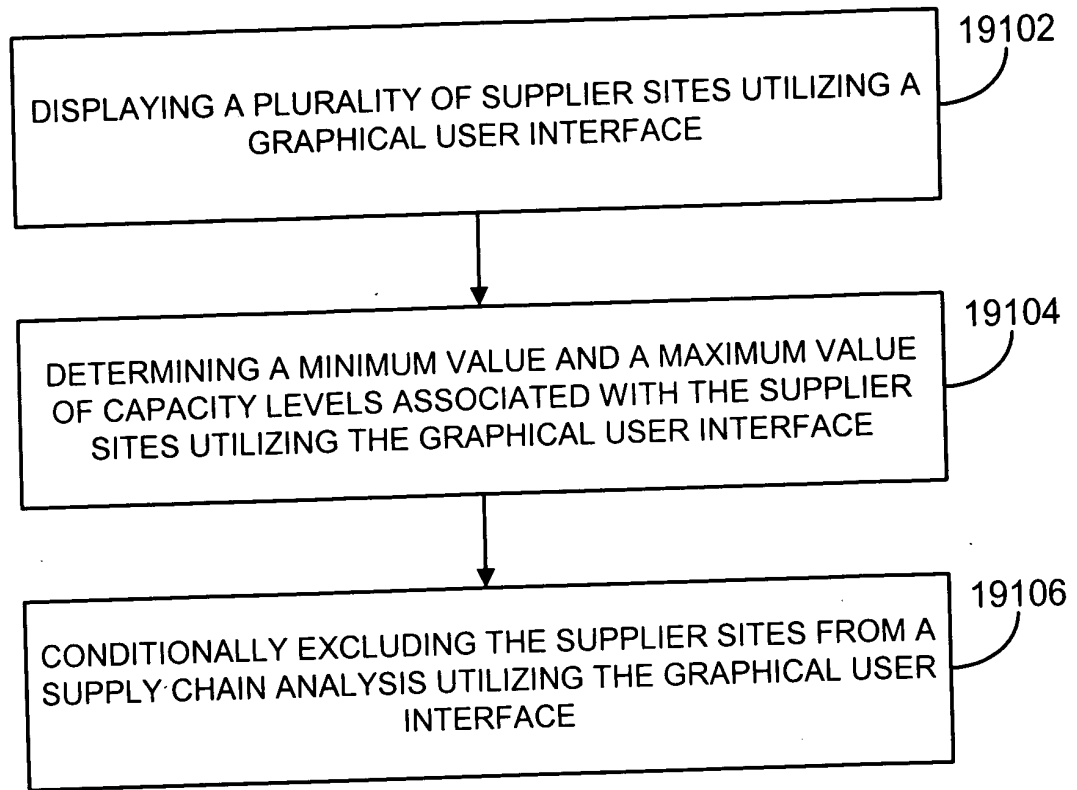 19102
DISPLAYING A PLURALITY OF SUPPLIER SITES UTILIZING A
GRAPHICAL USER INTERFACE
19104
DETERMINING A MINIMUM VALUE AND A MAXIMUM VALUE
OF CAPACITY LEVELS ASSOCIATED WITH THE SUPPLIER
SITES UTILIZING THE GRAPHICAL USER INTERFACE
19106
CONDITIONALLY EXCLUDING THE SUPPLIER SITES FROM A
SUPPLY CHAIN ANALYSIS UTILIZING THE GRAPHICAL USER
INTERFACE